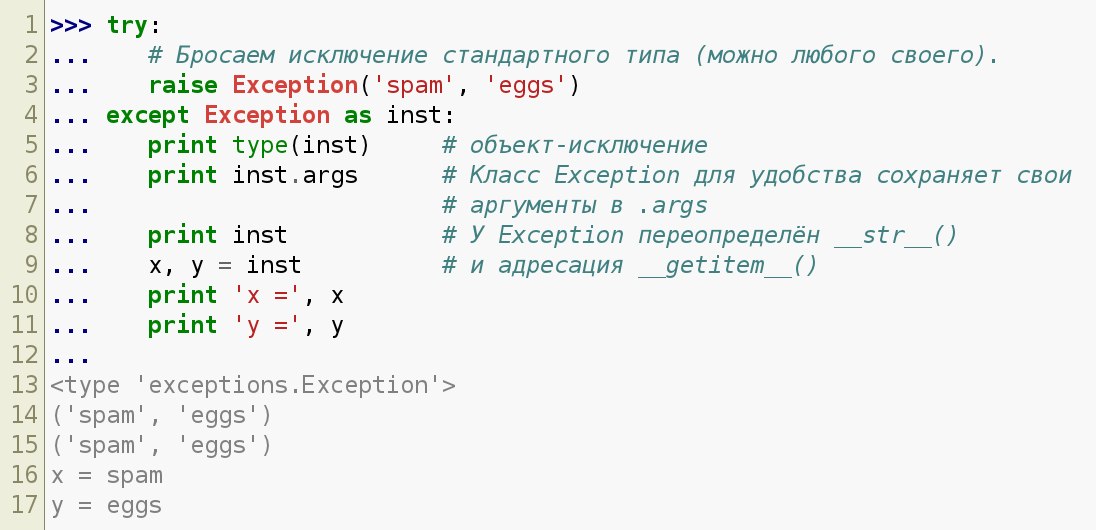 1 >>> try:
2 ...    # Бросаем исключение стандартного типа (можно любого своего).
3 ...    raise Exception('spam', 'eggs')
4 ... except Exception as inst:
5 ...    print type(inst)     # объект-исключение
6 ...    print inst.args      # Класс Exception для удобства сохраняет свои
7 ...                         # аргументы в .args
8 ...    print inst           # У Exception переопределён __str__()
9 ...    x, y = inst          # и адресация __getitem__()
10 ...    print 'x =', x
11 ...    print 'y =', y
12 ...
13 <type 'exceptions.Exception'>
14 ('spam', 'eggs')
15 ('spam', 'eggs')
16 x = spam
17 y = eggs